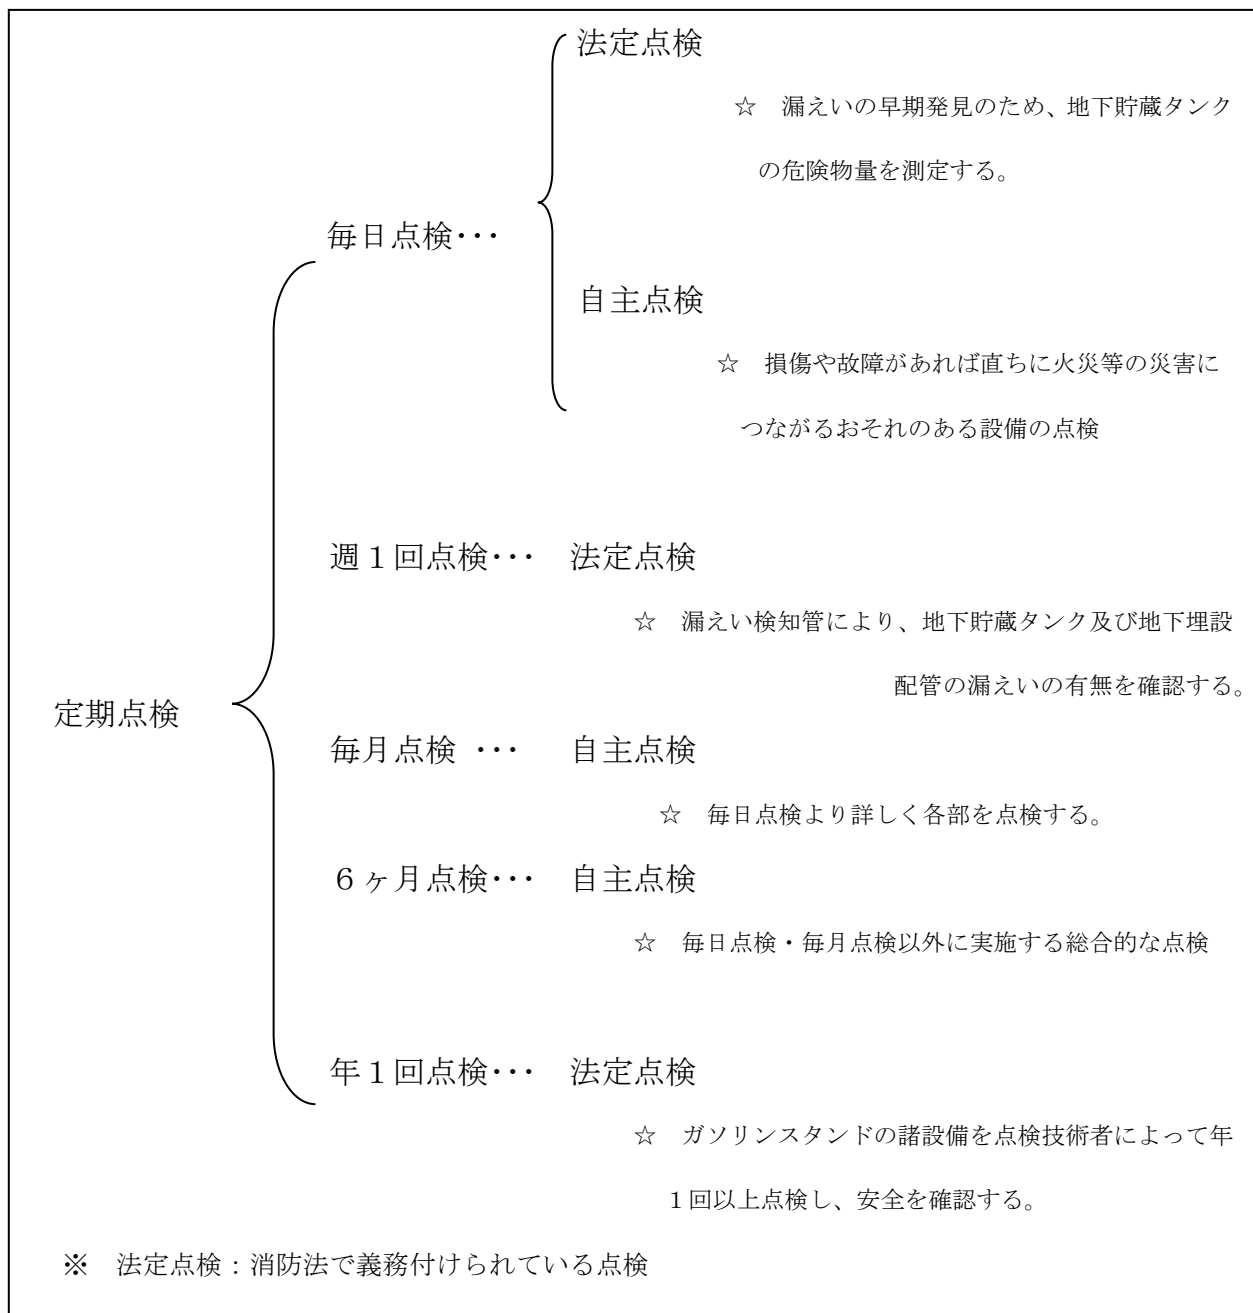 法定点検
☆　漏えいの早期発見のため、地下貯蔵タンク
の危険物量を測定する。
毎日点検･･･
自主点検
☆　損傷や故障があれば直ちに火災等の災害に
つながるおそれのある設備の点検
週１回点検･･･　法定点検
☆　漏えい検知管により、地下貯蔵タンク及び地下埋設
配管の漏えいの有無を確認する。
定期点検
毎月点検 ･･･　自主点検
☆　毎日点検より詳しく各部を点検する。
６ヶ月点検･･･　自主点検
☆　毎日点検・毎月点検以外に実施する総合的な点検
年１回点検･･･　法定点検
☆　ガソリンスタンドの諸設備を点検技術者によって年
１回以上点検し、安全を確認する。
※　法定点検：消防法で義務付けられている点検